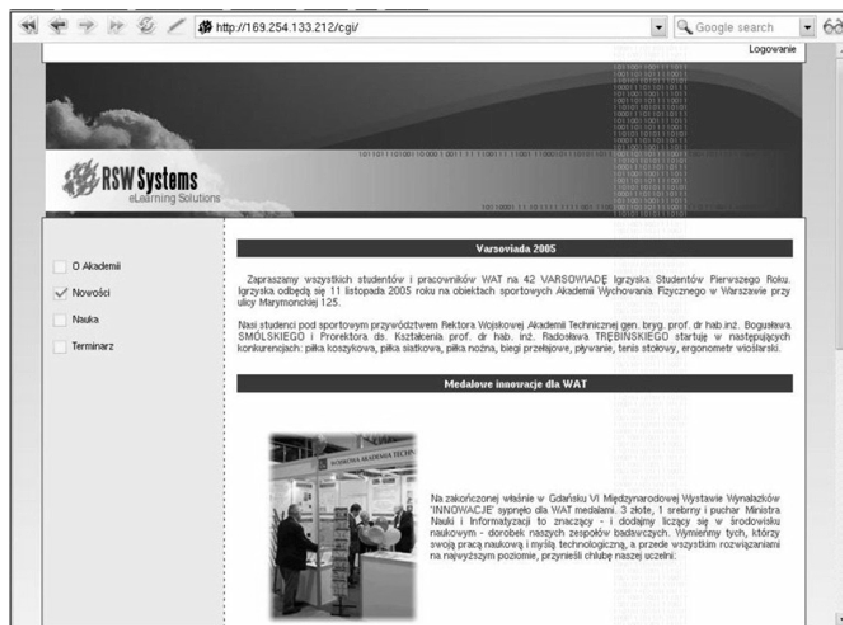 http://169.254.133.212/cgi/
Google search
Logowanie
RSW Systems
eLearning Solutions
O Akademii
Nowości
Nauka
Terminarz
Varsoviada 2005
Zapraszamy wszystkich studentów i pracowników WAT na 42 VARSOWIADĘ Igrzyska Studentów Pierwszego Roku.
Igrzyska odbędą się 11 listopada 2005 roku na obiektach sportowych Akademii Wychowania Fizycznego w Warszawie przy
ulicy Marymonckiej 125.
Nasi studenci pod sportowym przywództwem Rektora Wojskowej Akademii Technicznej gen. bryg. prof. dr hab.inż. Bogusława
SMÓLSKIEGO i Prorektora ds. Kształcenia prof. dr hab. inż. Radosława TRĘBIŃSKIEGO startuję w następujących
konkurencjach: piłka koszykowa, piłka siatkowa, piłka nożna, biegi przełajowe, pływanie, tenis stołowy, ergonometr wioślarski.
Medalowe innowacje dla WAT
WOJSKOWA AKADEMIA TECHN
Na zakończonej właśnie w Gdańsku VI Międzynarodowej Wystawie Wynalazków
'INNOWACJE' sypnęło dla WAT medalami. 3 złote, 1 srebrny i puchar Ministra
Nauki i Informatyzacji to znaczący - i dodajmy liczący się w środowisku
naukowym - dorobek naszych zespołów badawczych. Wymieńmy tych, którzy
swoją pracą naukową i myślą technologiczną, a przede wszystkim rozwiązaniami
na najwyższym poziomie, przynieśli chlubę naszej uczelni: